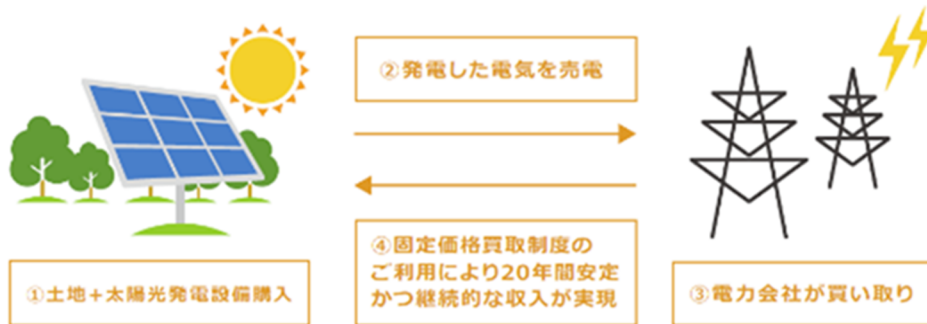 ②発電した電気を売電
④固定価格買取制度の
ご利用により20年間安定
かつ継続的な収入が実現
①土地+太陽光発電設備購入
③電力会社が買い取り